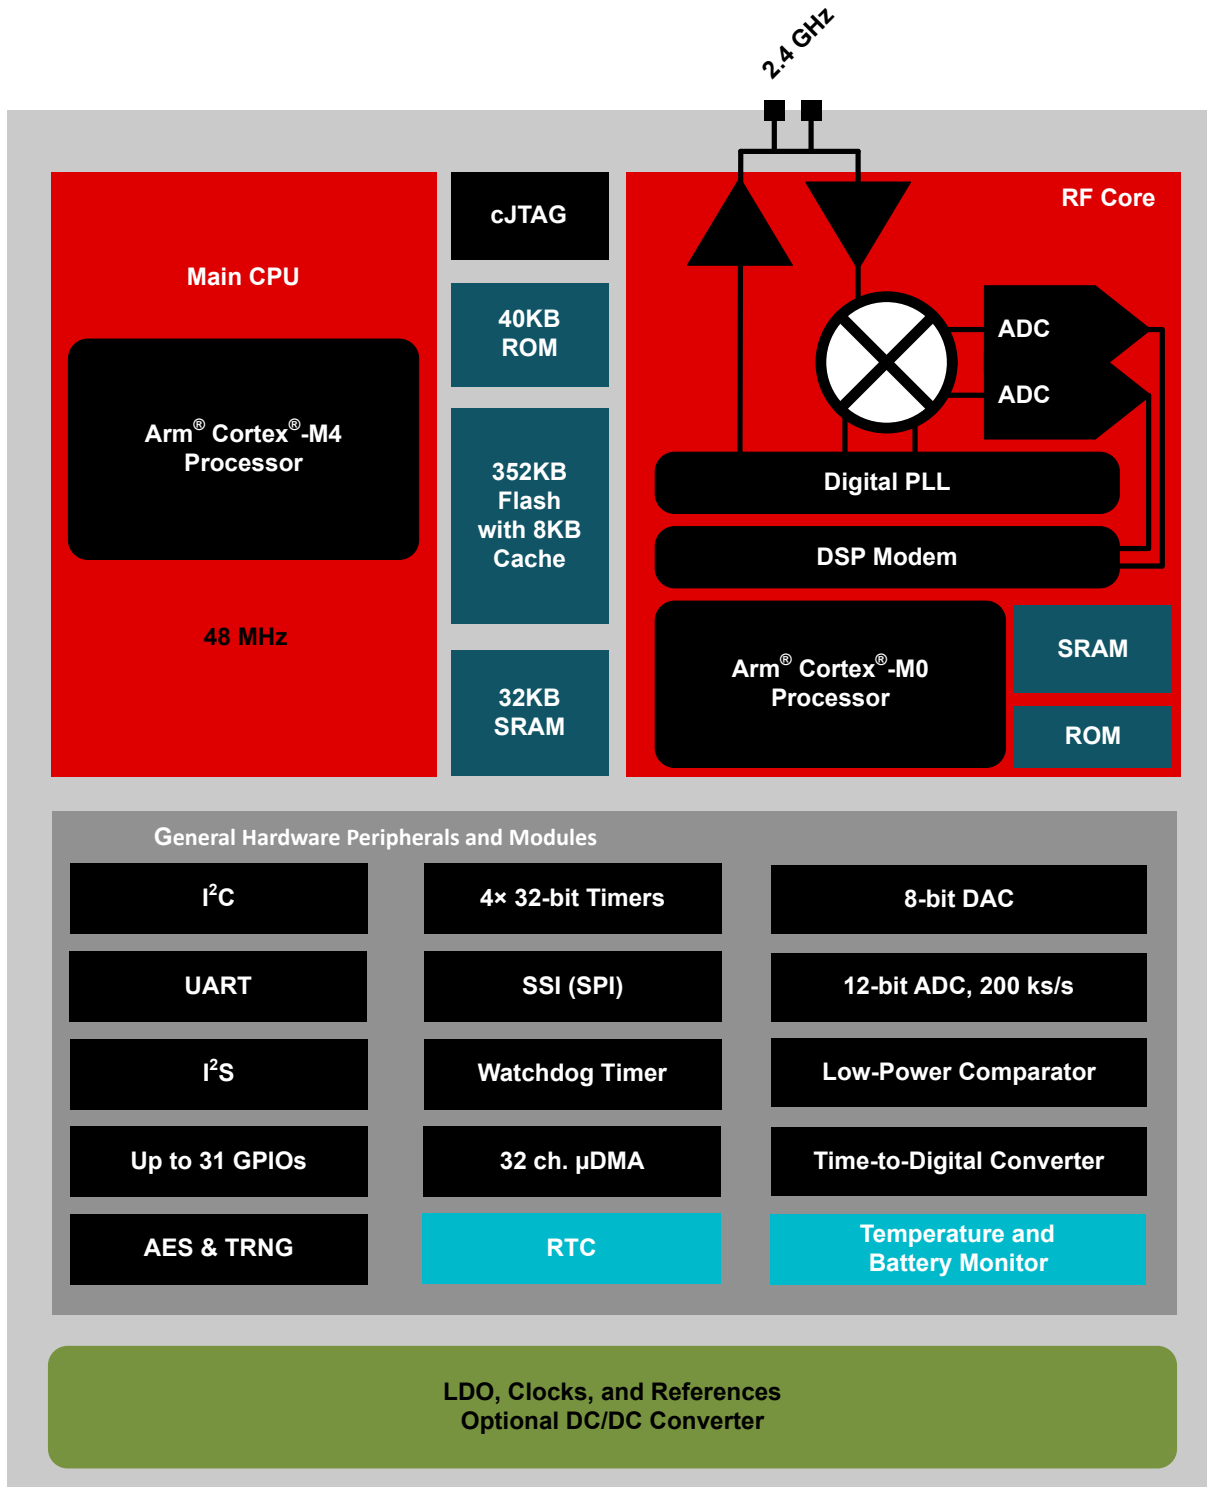 2.4 GHz
Main CPU
Arm® Cortex®-M4
Processor
48 MHz
cJTAG
40KB
ROM
352KB
Flash
with 8KB
Cache
32KB
SRAM
RF Core
ADC
ADC
Digital PLL
DSP Modem
Arm® Cortex®-M0
Processor
SRAM
ROM
General Hardware Peripherals and Modules
I²C
4× 32-bit Timers
8-bit DAC
UART
SSI (SPI)
12-bit ADC, 200 ks/s
I²S
Watchdog Timer
Low-Power Comparator
Up to 31 GPIOs
32 ch. µDMA
Time-to-Digital Converter
AES & TRNG
RTC
Temperature and
Battery Monitor
LDO, Clocks, and References
Optional DC/DC Converter